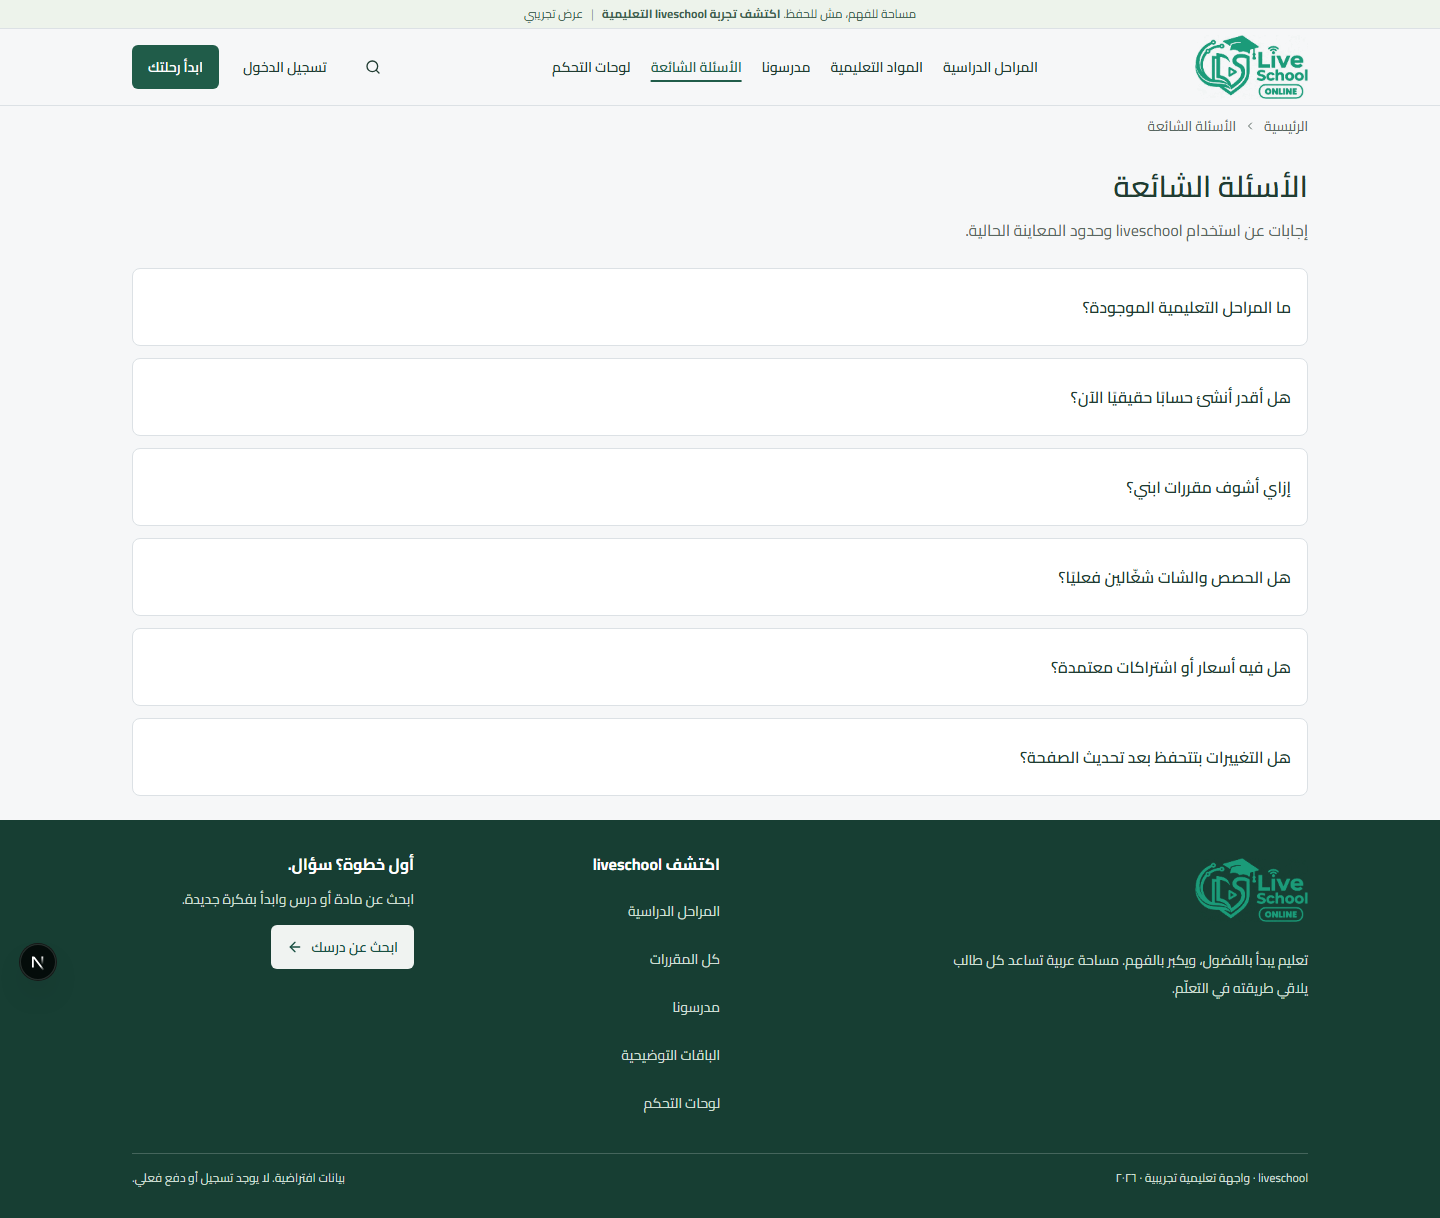 مساحة للفهم، مش للحفظ. اكتشف تجربة liveschool التعليمية | عرض تجريبي
Live School ONLINE
المراحل الدراسية
المواد التعليمية
مدرسونا
الأسئلة الشائعة
لوحات التحكم
تسجيل الدخول
ابدأ رحلتك
الرئيسية
الأسئلة الشائعة
الأسئلة الشائعة
إجابات عن استخدام liveschool وحدود المعاينة الحالية.
ما المراحل التعليمية الموجودة؟
هل أقدر أنشئ حسابًا حقيقيًا الآن؟
إزاي أشوف مقررات ابني؟
هل الحصص والشات شغّالين فعليًا؟
هل فيه أسعار أو اشتراكات معتمدة؟
هل التغييرات بتتحفظ بعد تحديث الصفحة؟
Live School ONLINE
تعليم يبدأ بالفضول، ويكبر بالفهم. مساحة عربية تساعد كل طالب
يلاقي طريقته في التعلّم.
اكتشف liveschool
المراحل الدراسية
كل المقررات
مدرسونا
الباقات التوضيحية
لوحات التحكم
أول خطوة؟ سؤال.
ابحث عن مادة أو درس وابدأ بفكرة جديدة.
ابحث عن درسك
N
liveschool · واجهة تعليمية تجريبية · ٢٠٢٦
بيانات افتراضية. لا يوجد تسجيل أو دفع فعلي.